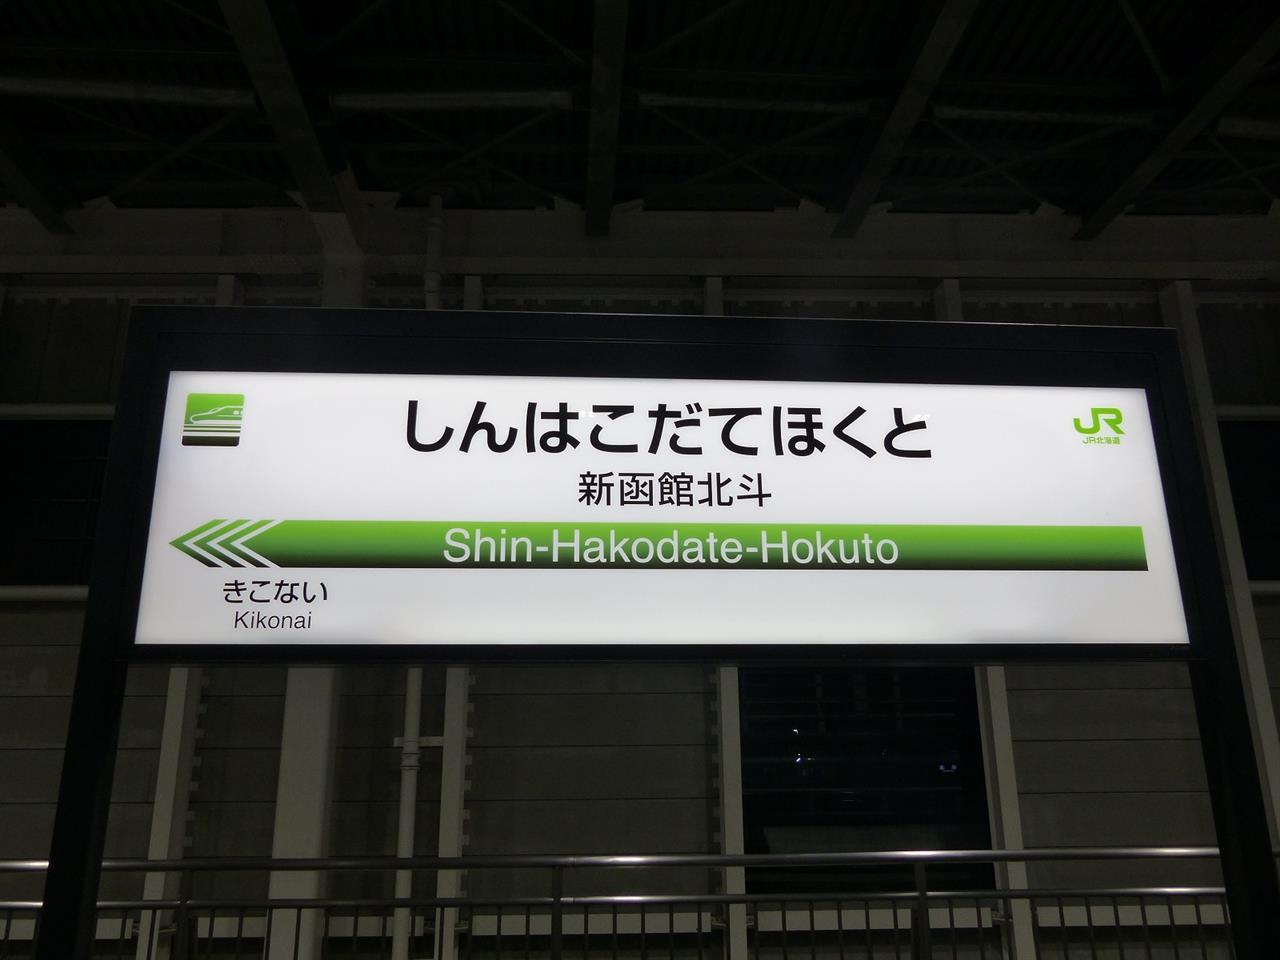 しんはこだてほくと
JR
JR北海道
新函館北斗
Shin-Hakodate-Hokuto
きこない
Kikonai